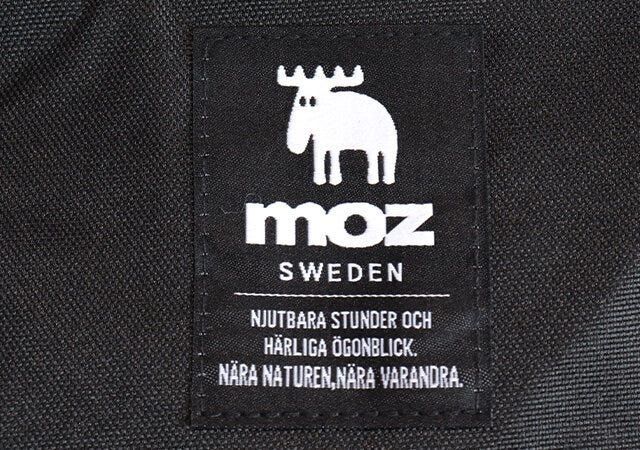 moz
SWEDEN
NJUTBARA STUNDER OCH
HÄRLIGA ÖGONBLICK.
NÄRA NATUREN,NÄRA VARANDRA.